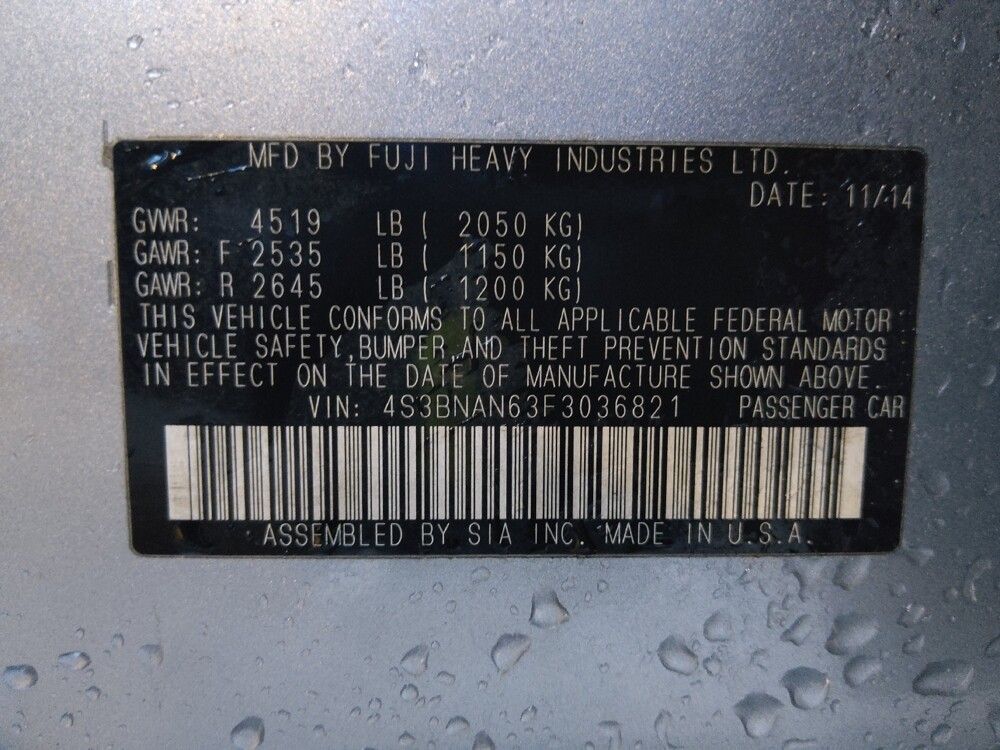 MFD BY FUJI HEAVY INDUSTRIES LTD.
DATE: 11/14
GVWR: 4519 LB ( 2050 KG)
GAWR: F 2535 LB ( 1150 KG)
GAWR: R 2645 LB ( 1200 KG)
THIS VEHICLE CONFORMS TO ALL APPLICABLE FEDERAL MOTOR
VEHICLE SAFETY,BUMPER,AND THEFT PREVENTION STANDARDS
IN EFFECT ON THE DATE OF MANUFACTURE SHOWN ABOVE.
VIN: 4S3BNAN63F3036821 PASSENGER CAR
ASSEMBLED BY SIA INC. MADE IN U.S.A.